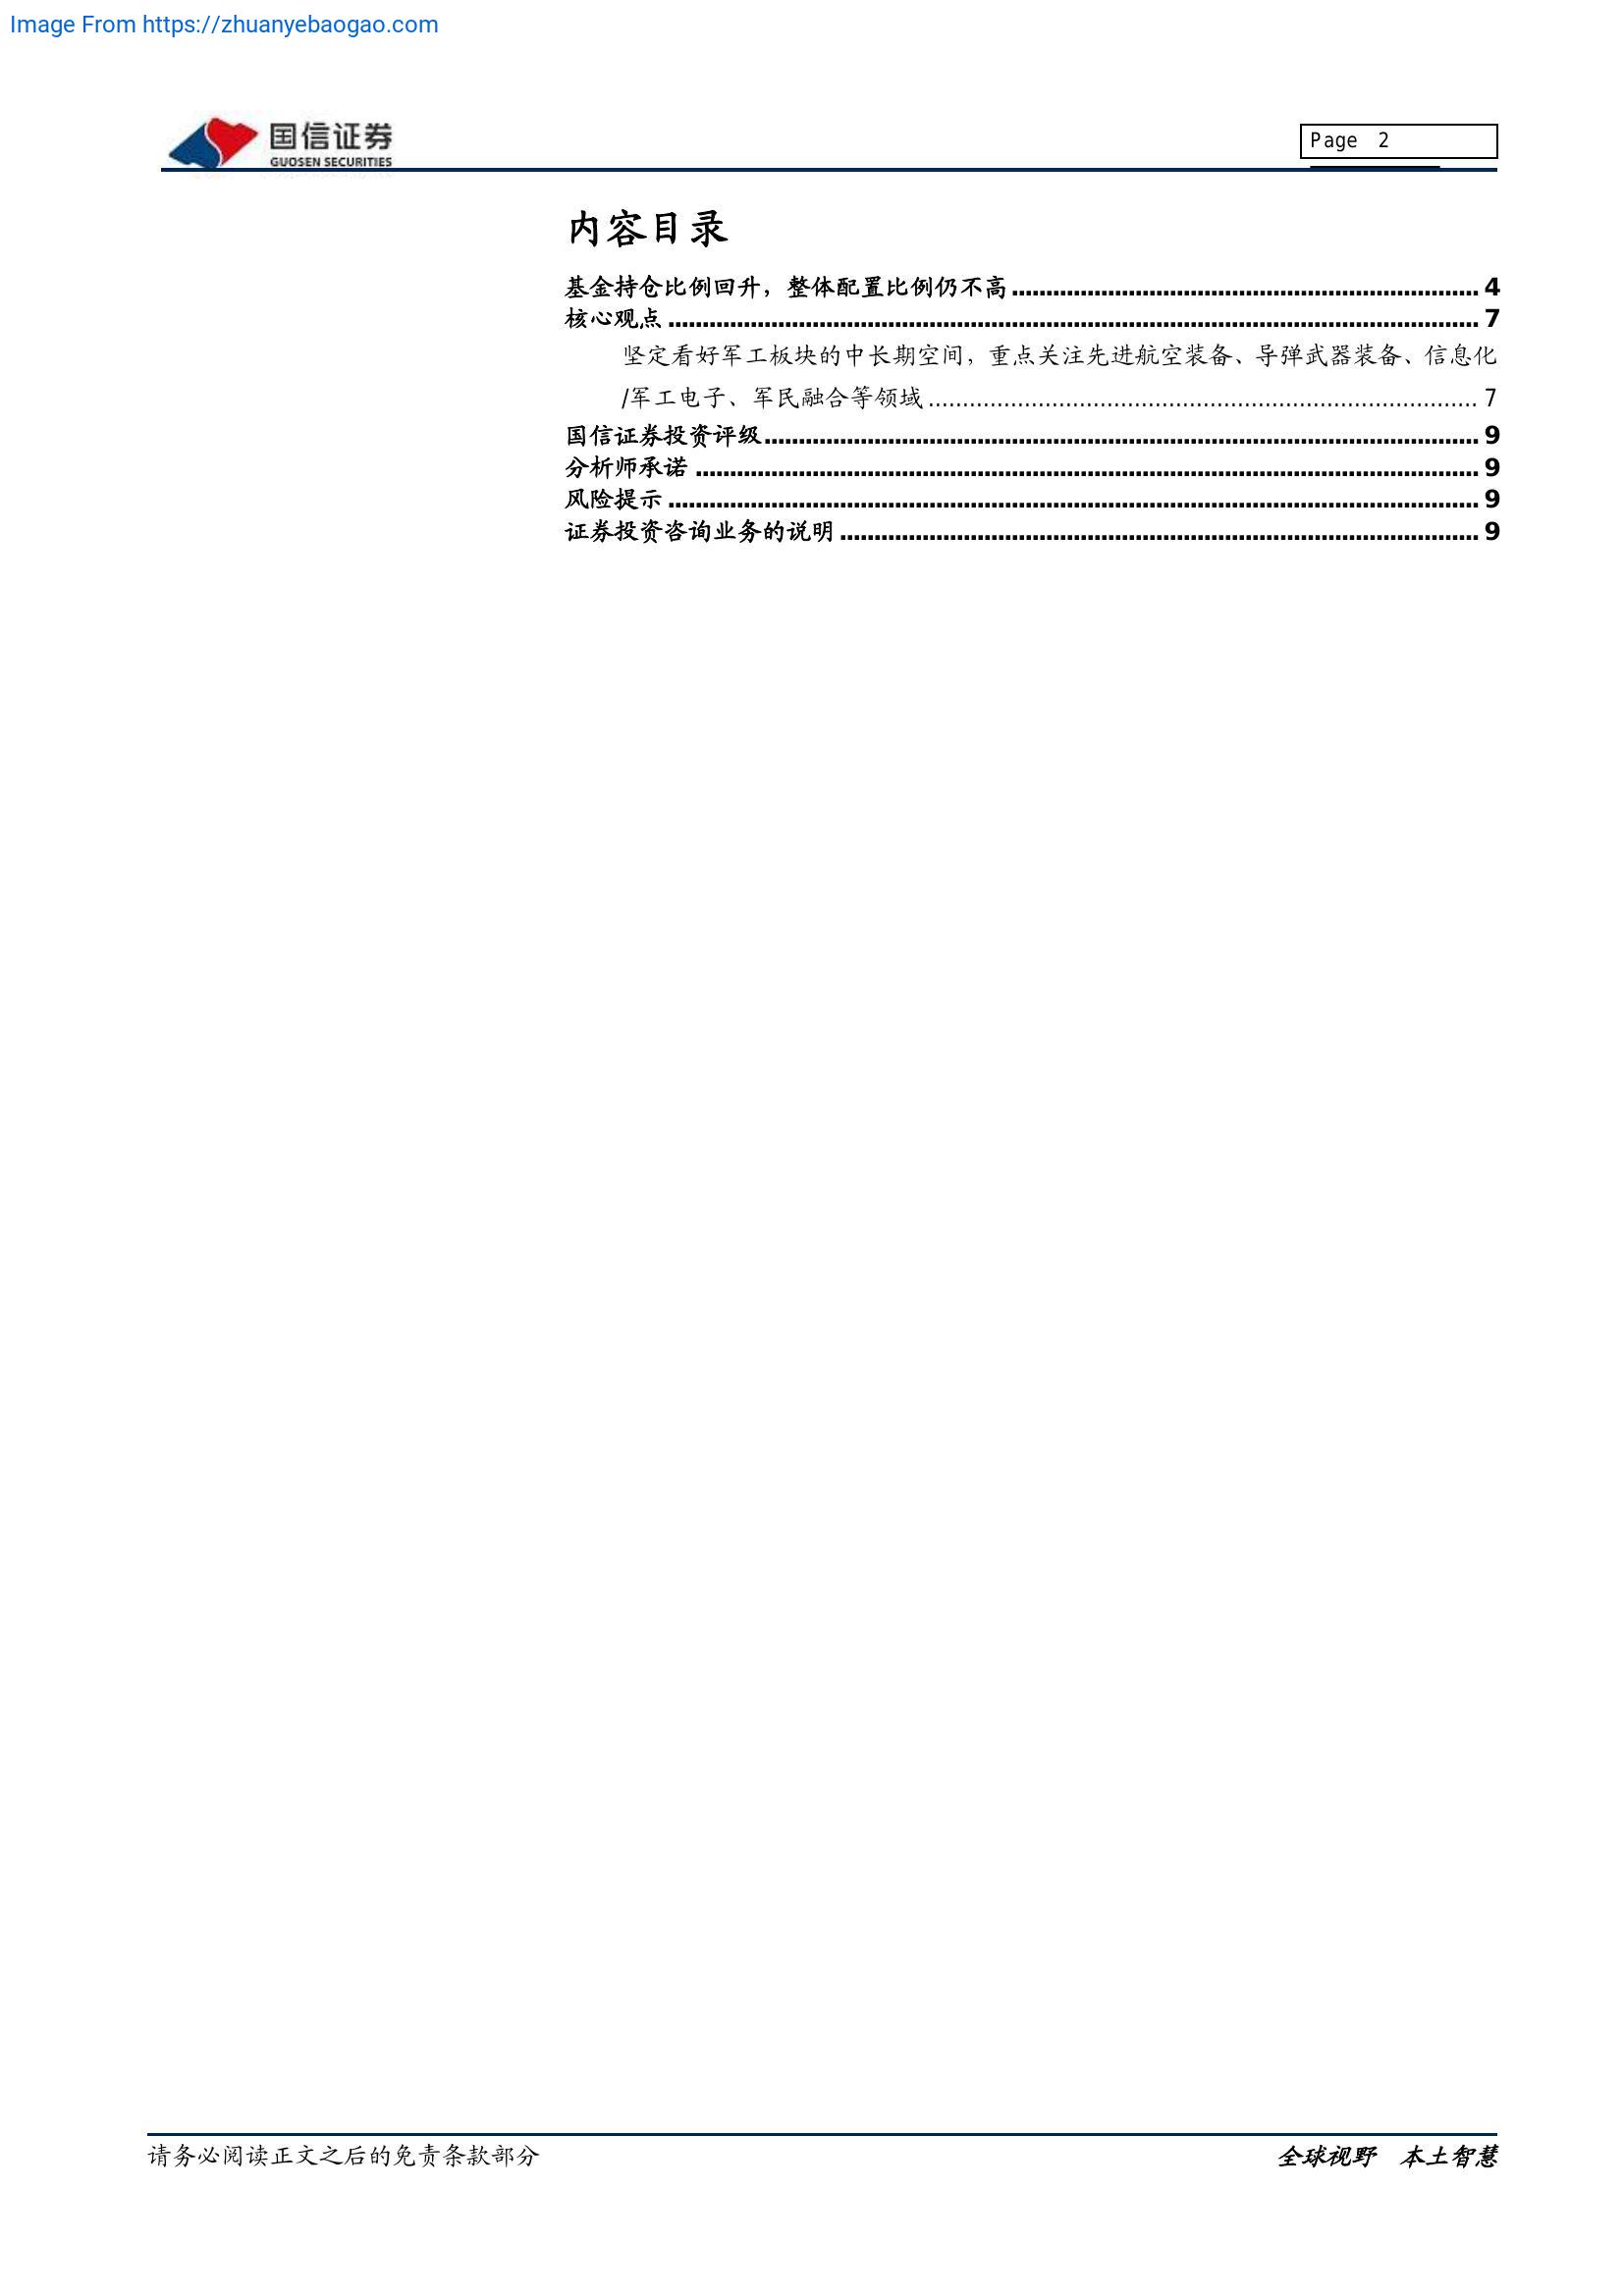 Image From https://zhuanyebaogao.com
国信证券
GUOSEN SECURITIES
Page 2
内容目录
基金持仓比例回升，整体配置比例仍不高 4
核心观点 7
坚定看好军工板块的中长期空间，重点关注先进航空装备、导弹武器装备、信息化
/军工电子、军民融合等领域 7
国信证券投资评级 9
分析师承诺 9
风险提示 9
证券投资咨询业务的说明 9
请务必阅读正文之后的免责条款部分
全球视野 本土智慧